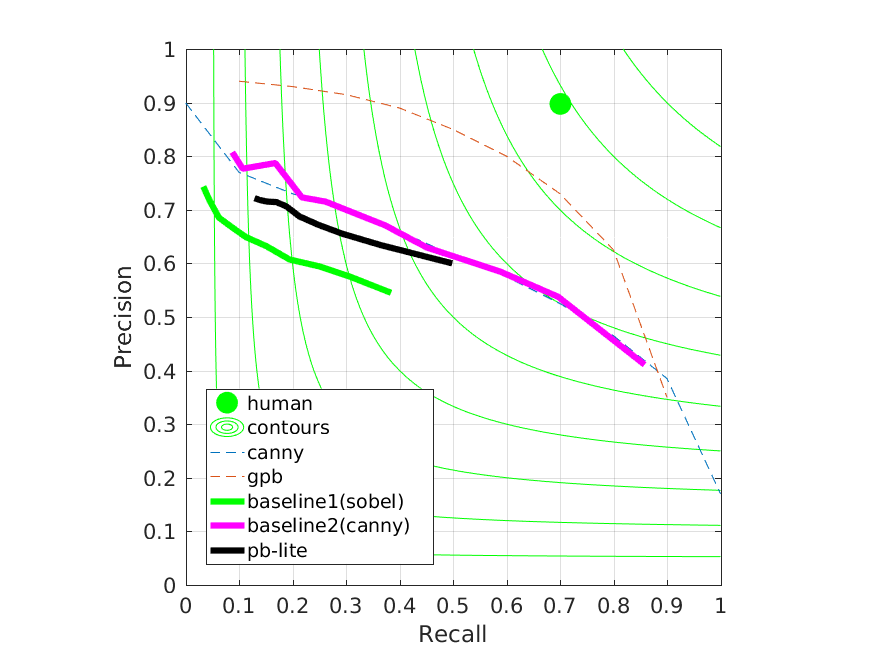 1
0.9
0.8
0.7
0.6
0.5
0.4
0.3
0.2
0.1
0
Precision
human
contours
canny
gpb
baseline1(sobel)
baseline2(canny)
pb-lite
0 0.1 0.2 0.3 0.4 0.5 0.6 0.7 0.8 0.9 1
Recall